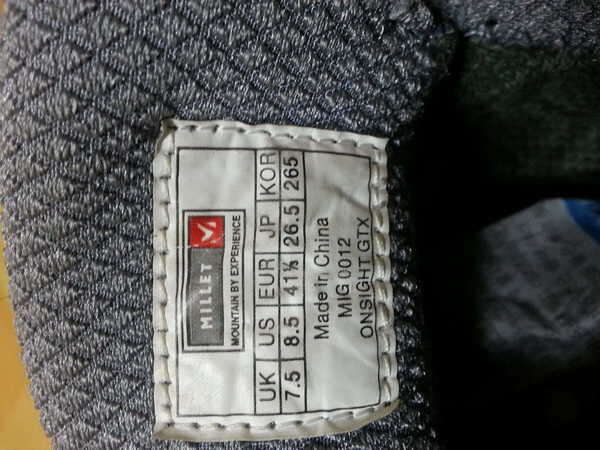 MILLET
MOUNTAIN BY EXPERIENCE
UK US EUR JP KOR
7.5 8.5 41⅓ 26.5 265
Made in China
MIG 0012
ONSIGHT GTX